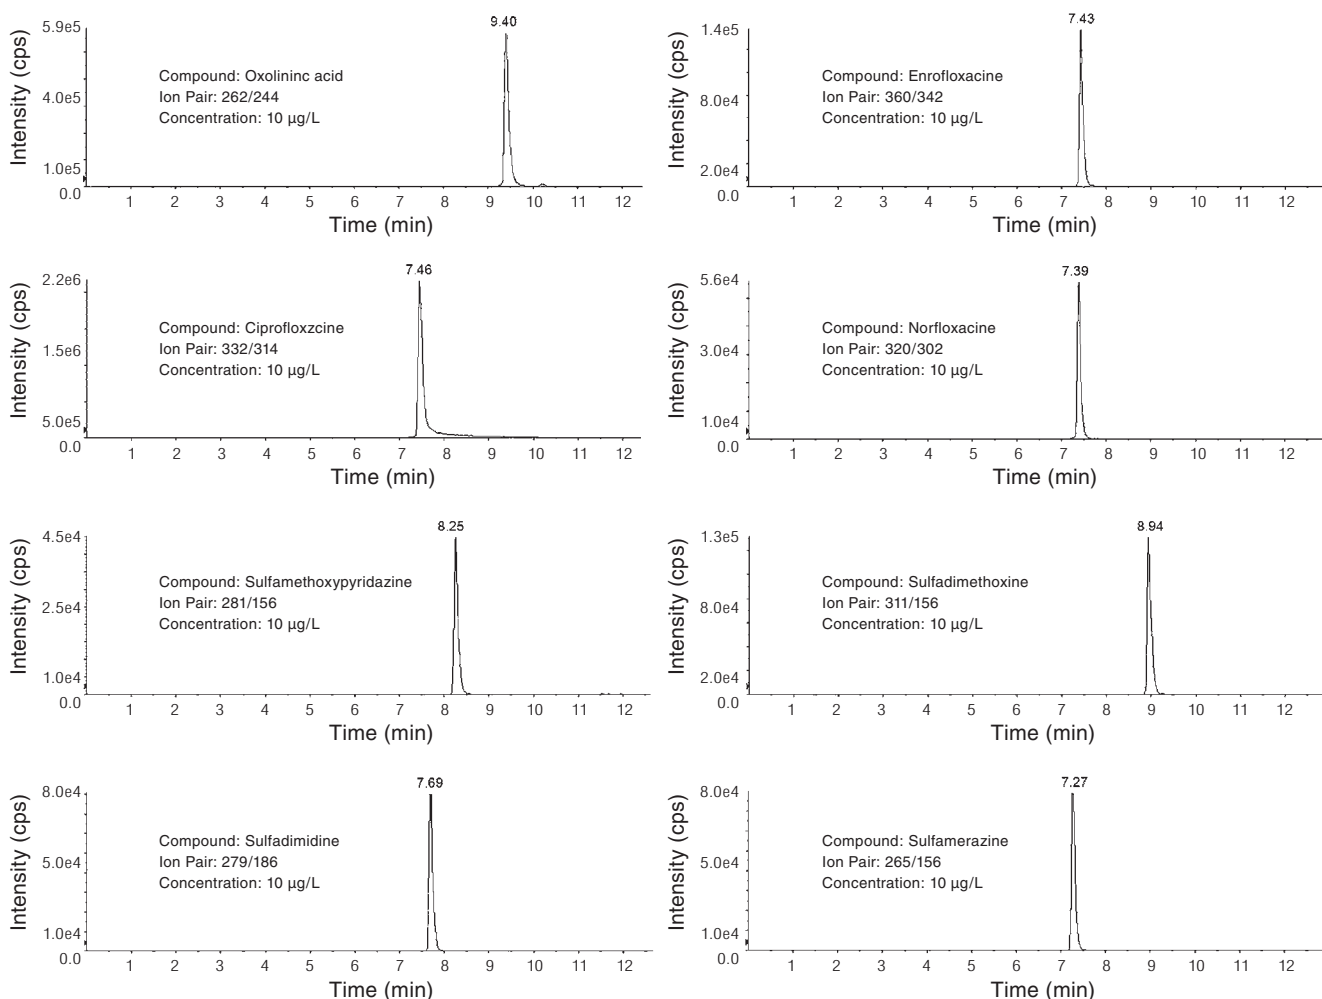 9.40
5.9e5
4.0e5
1.0e5
0.0
Intensity (cps)
Compound: Oxolininc acid
Ion Pair: 262/244
Concentration: 10 µg/L
1 2 3 4 5 6 7 8 9 10 11 12
Time (min)
7.43
1.4e5
8.0e4
2.0e4
0.0
Intensity (cps)
Compound: Enrofloxacine
Ion Pair: 360/342
Concentration: 10 µg/L
1 2 3 4 5 6 7 8 9 10 11 12
Time (min)
7.46
2.2e6
1.5e6
5.0e5
0.0
Intensity (cps)
Compound: Ciprofloxzcine
Ion Pair: 332/314
Concentration: 10 µg/L
1 2 3 4 5 6 7 8 9 10 11 12
Time (min)
7.39
5.6e4
3.0e4
1.0e4
0.0
Intensity (cps)
Compound: Norfloxacine
Ion Pair: 320/302
Concentration: 10 µg/L
1 2 3 4 5 6 7 8 9 10 11 12
Time (min)
8.25
4.5e4
2.5e4
1.0e4
0.0
Intensity (cps)
Compound: Sulfamethoxypyridazine
Ion Pair: 281/156
Concentration: 10 µg/L
1 2 3 4 5 6 7 8 9 10 11 12
Time (min)
8.94
1.3e5
8.0e4
2.0e4
0.0
Intensity (cps)
Compound: Sulfadimethoxine
Ion Pair: 311/156
Concentration: 10 µg/L
1 2 3 4 5 6 7 8 9 10 11 12
Time (min)
7.69
8.0e4
5.0e4
1.0e4
0.0
Intensity (cps)
Compound: Sulfadimidine
Ion Pair: 279/186
Concentration: 10 µg/L
1 2 3 4 5 6 7 8 9 10 11 12
Time (min)
7.27
8.0e4
5.0e4
1.0e4
0.0
Intensity (cps)
Compound: Sulfamerazine
Ion Pair: 265/156
Concentration: 10 µg/L
1 2 3 4 5 6 7 8 9 10 11 12
Time (min)